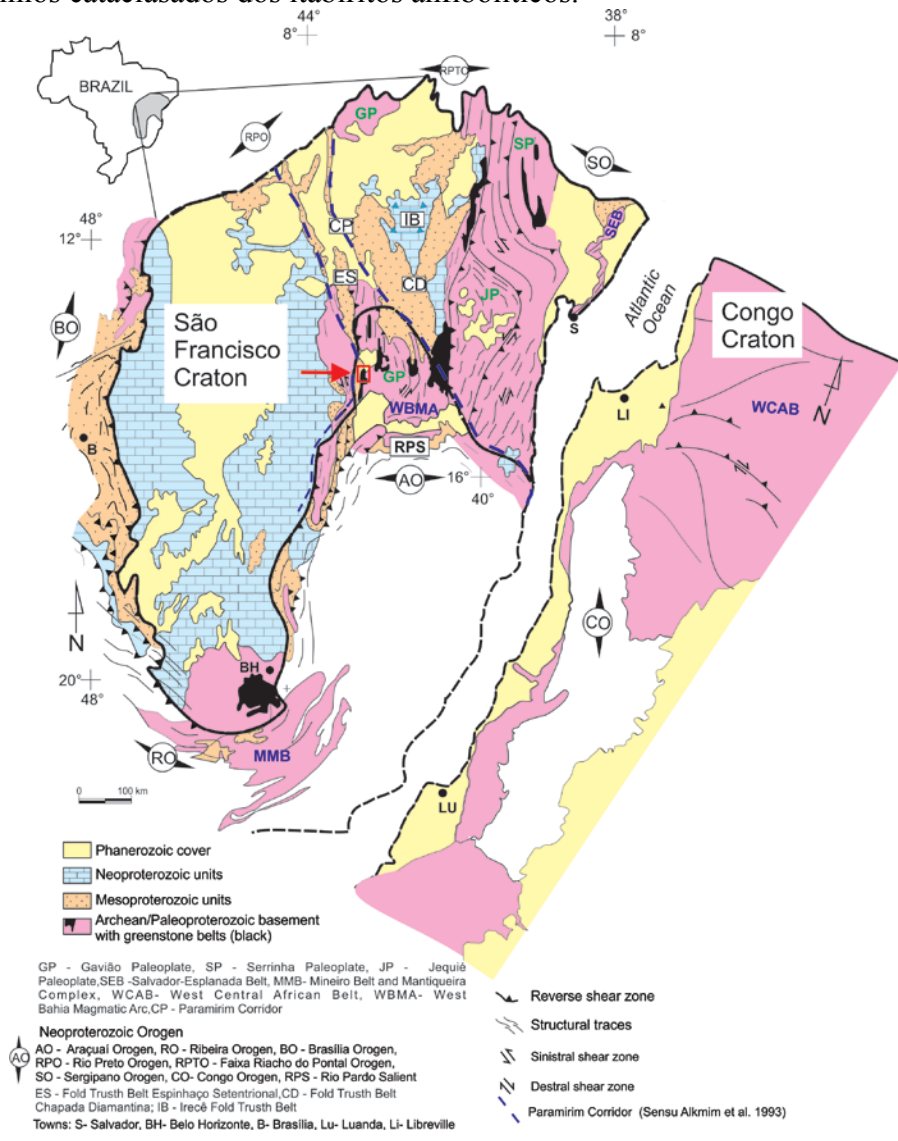 44°
8°
38°
8°
BRAZIL
RPTO
GP
RPO
SP
SO
48°
12°
CP
IB
SEB
ES
CD
JP
Atlantic
Ocean
BO
São
Francisco
Craton
S
Congo
Craton
GP
WBMA
LI
WCAB
N
B
RPS
AO
16°
40°
CO
N
BH
20°
48°
RO
MMB
LU
0 100 km
Phanerozoic cover
Neoproterozoic units
Mesoproterozoic units
Archean/Paleoproterozoic basement
with greenstone belts (black)
GP - Gavião Paleoplate, SP - Serrinha Paleoplate, JP - Jequié
Paleoplate,SEB -Salvador-Esplanada Belt, MMB- Mineiro Belt and Mantiqueira
Complex, WCAB- West Central African Belt, WBMA- West
Bahia Magmatic Arc,CP - Paramirim Corridor
Neoproterozoic Orogen
AO
AO - Araçuaí Orogen, RO - Ribeira Orogen, BO - Brasília Orogen,
RPO - Rio Preto Orogen, RPTO - Faixa Riacho do Pontal Orogen,
SO - Sergipano Orogen, CO- Congo Orogen, RPS - Rio Pardo Salient
ES - Fold Trusth Belt Espinhaço Setentrional,CD - Fold Trusth Belt
Chapada Diamantina; IB - Irecê Fold Trusth Belt
Towns: S- Salvador, BH- Belo Horizonte, B- Brasília, Lu- Luanda, Li- Libreville
Reverse shear zone
Structural traces
Sinistral shear zone
Destral shear zone
Paramirim Corridor (Sensu Alkmim et al. 1993)